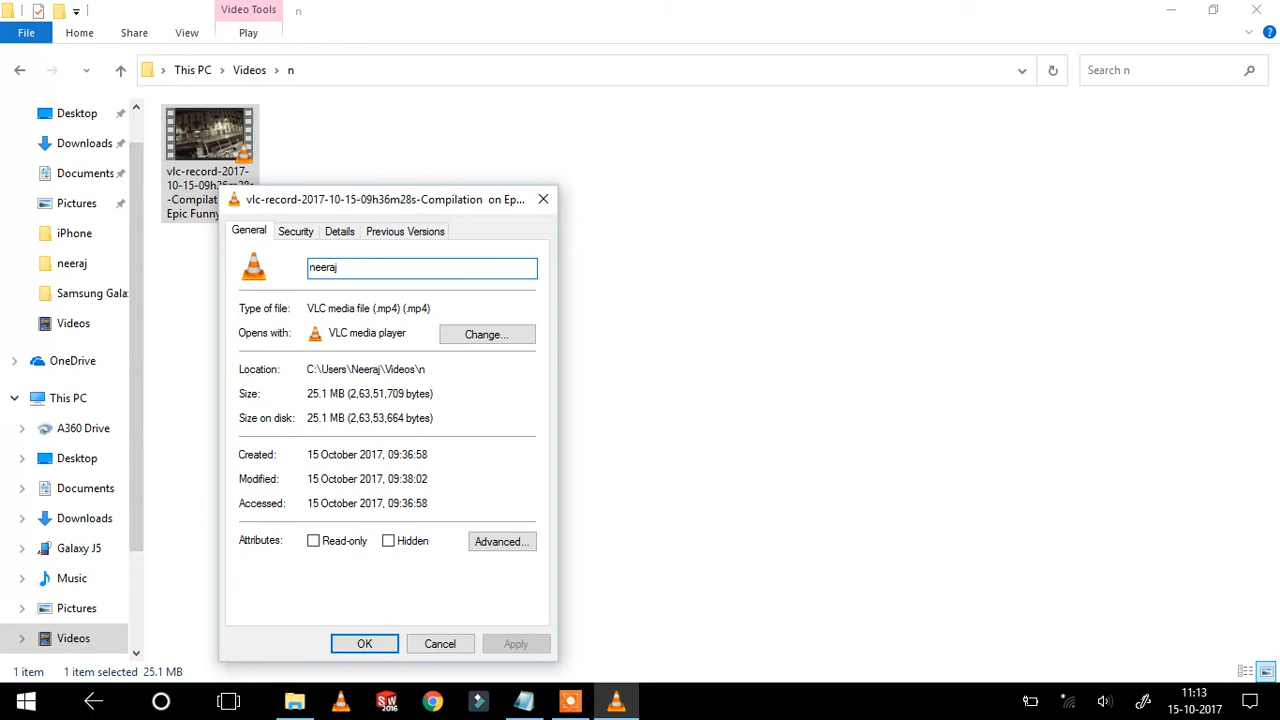 Video Tools
n
File
Home
Share
View
Play
This PC
Videos
n
Search n
Desktop
Downloads
Documents
Pictures
iPhone
neeraj
Samsung Gala
Videos
OneDrive
This PC
A360 Drive
Desktop
Documents
Downloads
Galaxy J5
Music
Pictures
Videos
vlc-record-2017-
10-15-09h36m28s
-Compilat
Epic Funny
vlc-record-2017-10-15-09h36m28s-Compilation on Ep...
General
Security
Details
Previous Versions
neeraj
Type of file: VLC media file (.mp4) (.mp4)
Opens with: VLC media player
Change...
Location: C:\Users\Neeraj\Videos\n
Size: 25.1 MB (2,63,51,709 bytes)
Size on disk: 25.1 MB (2,63,53,664 bytes)
Created: 15 October 2017, 09:36:58
Modified: 15 October 2017, 09:38:02
Accessed: 15 October 2017, 09:36:58
Attributes: Read-only Hidden Advanced...
OK
Cancel
Apply
1 item
1 item selected 25.1 MB
SW
2016
11:13
15-10-2017